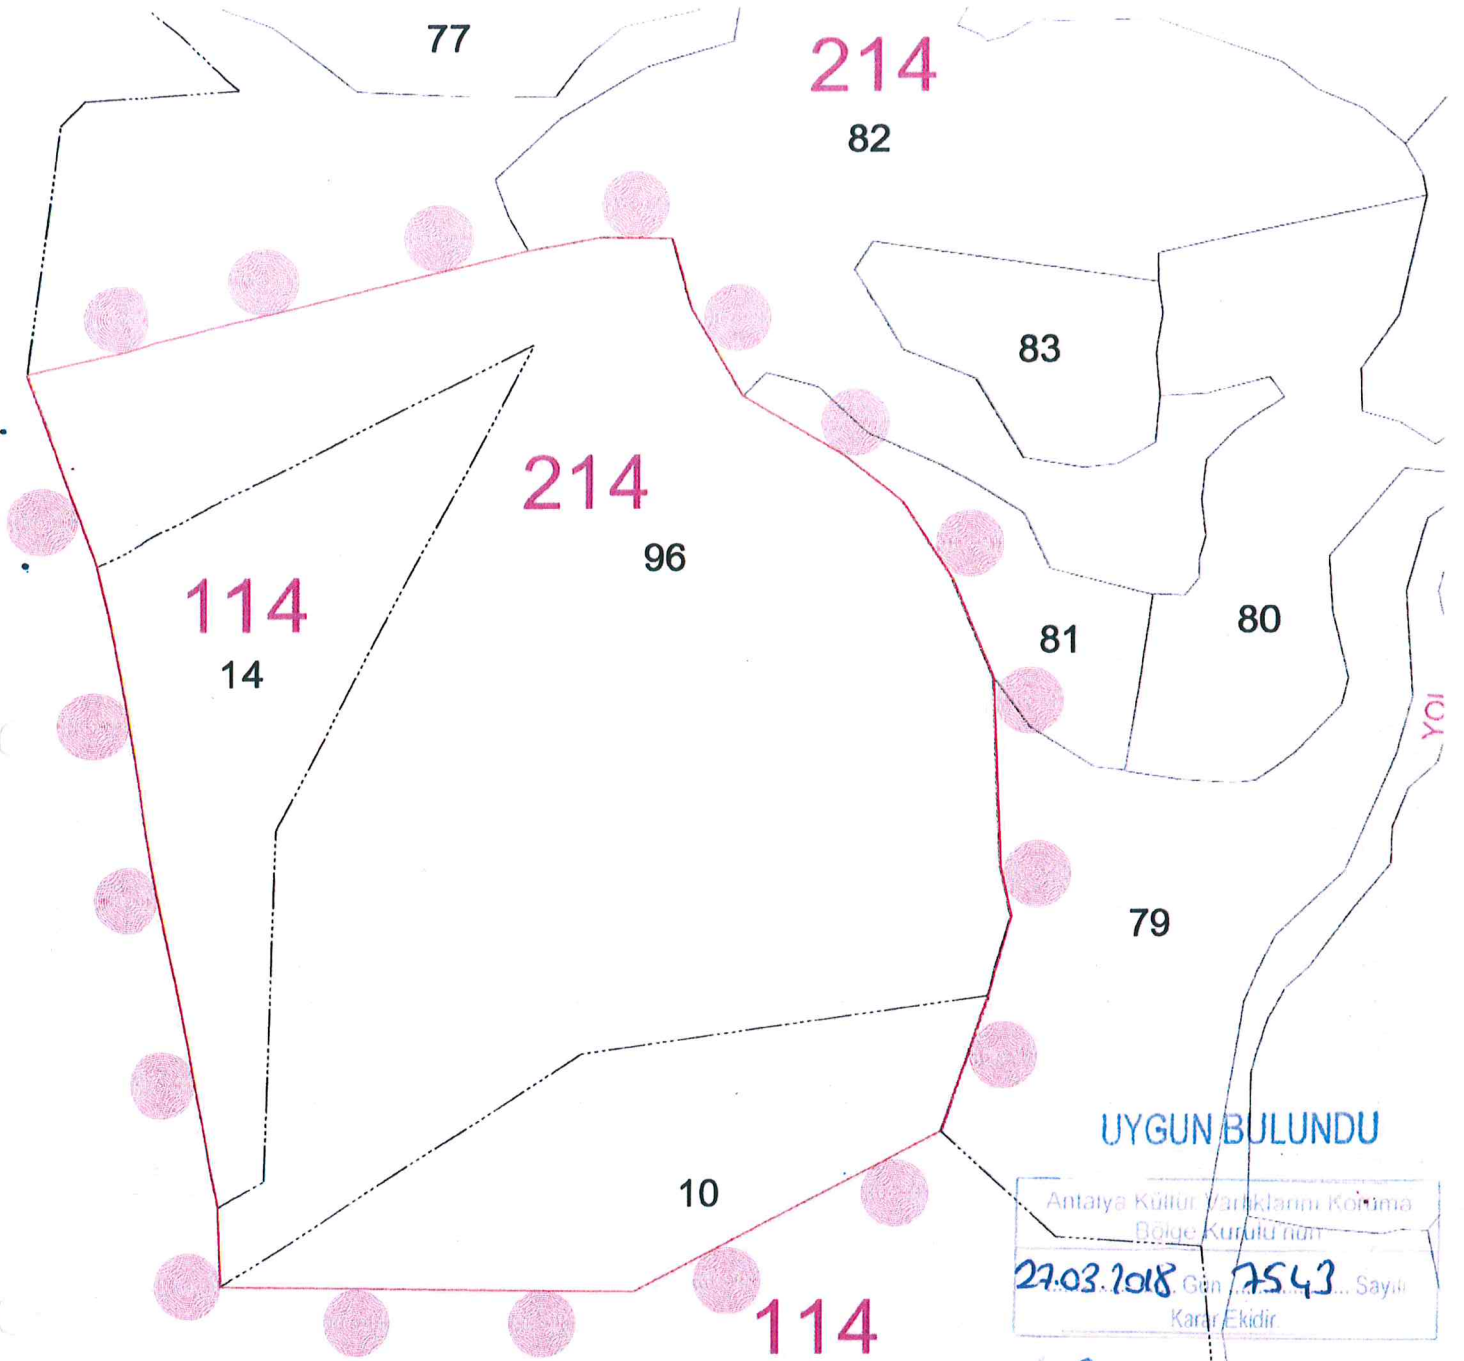 77
214
82
83
214
96
114
14
81
80
YOL
79
UYGUN BULUNDU
10
Antalya Kültür Varlıklarını Koruma
Bölge Kurulu'nun
27.03.2018 Gün 7543 Sayılı
Karar Ekidir.
114